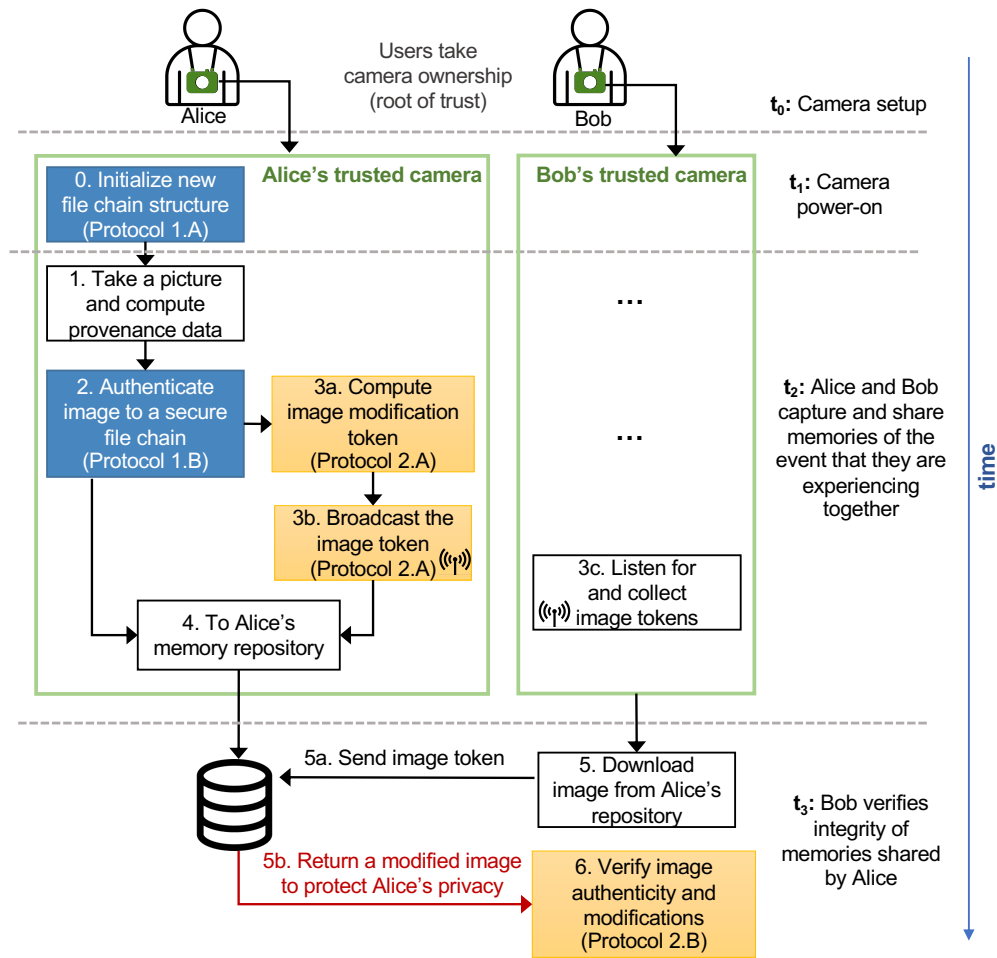 Users take
camera ownership
(root of trust)
Alice
Bob
t0: Camera setup
Alice's trusted camera
Bob's trusted camera
0. Initialize new
file chain structure
(Protocol 1.A)
t1: Camera
power-on
1. Take a picture
and compute
provenance data
...
2. Authenticate
image to a secure
file chain
(Protocol 1.B)
3a. Compute
image modification
token
(Protocol 2.A)
...
t2: Alice and Bob
capture and share
memories of the
event that they are
experiencing
together
time
3b. Broadcast the
image token
(Protocol 2.A)
3c. Listen for
and collect
image tokens
4. To Alice's
memory repository
5a. Send image token
5. Download
image from Alice's
repository
t3: Bob verifies
integrity of
memories shared
by Alice
5b. Return a modified image
to protect Alice's privacy
6. Verify image
authenticity and
modifications
(Protocol 2.B)